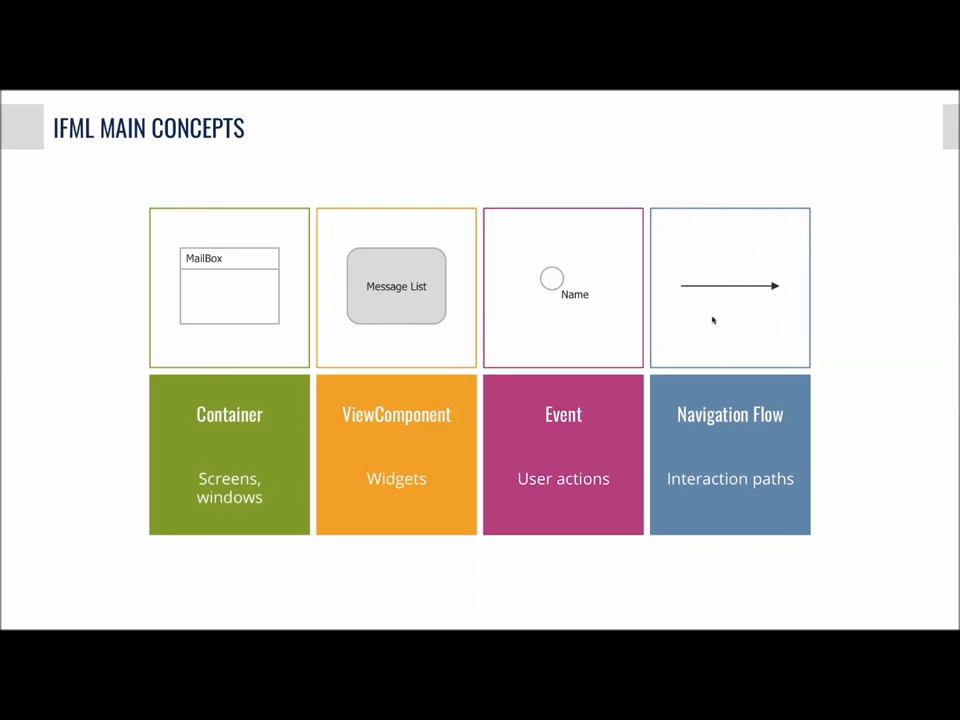 IFML MAIN CONCEPTS
MailBox
Message List
Name
Container
ViewComponent
Event
Navigation Flow
Screens,
windows
Widgets
User actions
Interaction paths